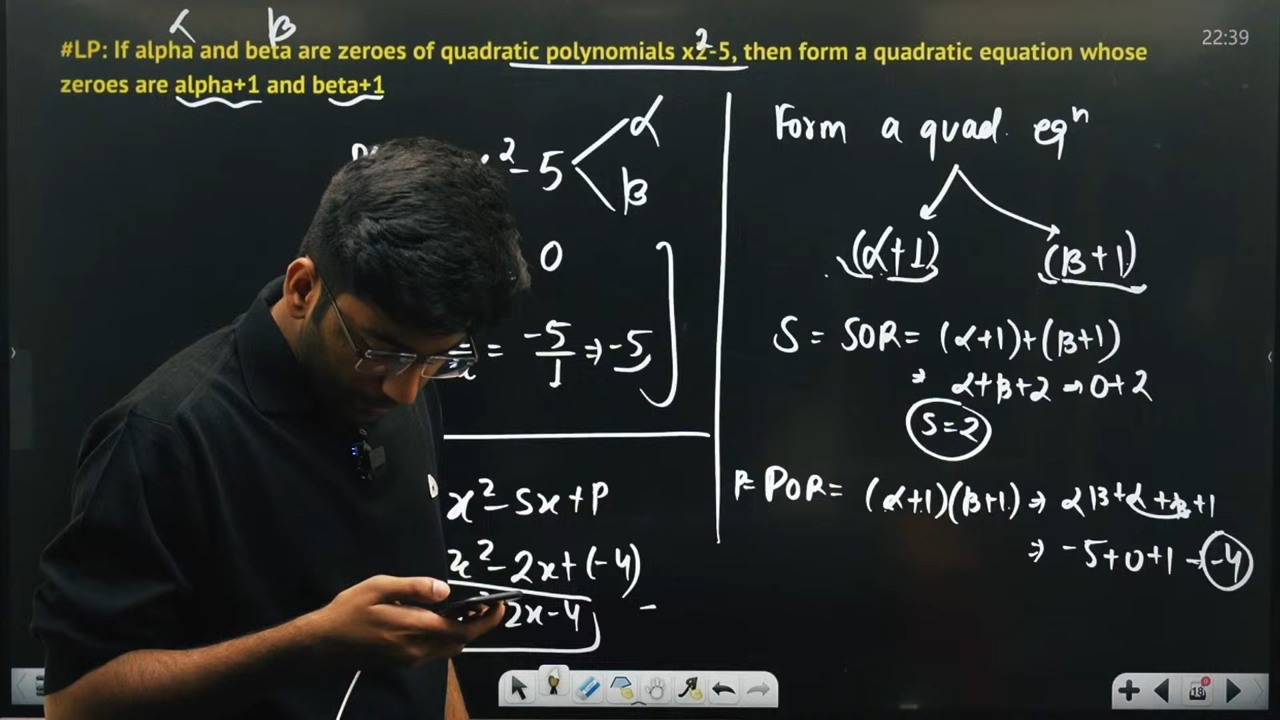 α β
22:39
#LP: If alpha and beta are zeroes of quadratic polynomials x2-5, then form a quadratic equation whose
zeroes are alpha+1 and beta+1
2 - 5 α
β
0
= -5/1 ⇒ -5
x² - Sx + P
x² - 2x + (-4)
2x - 4
Form a quad. eqⁿ
(α+1) (β+1)
S = SOR = (α+1)+(β+1)
⇒ α+β+2 ⇒ 0+2
S=2
P= POR = (α+1)(β+1) ⇒ αβ+α+β+1
⇒ -5+0+1 → -4
18